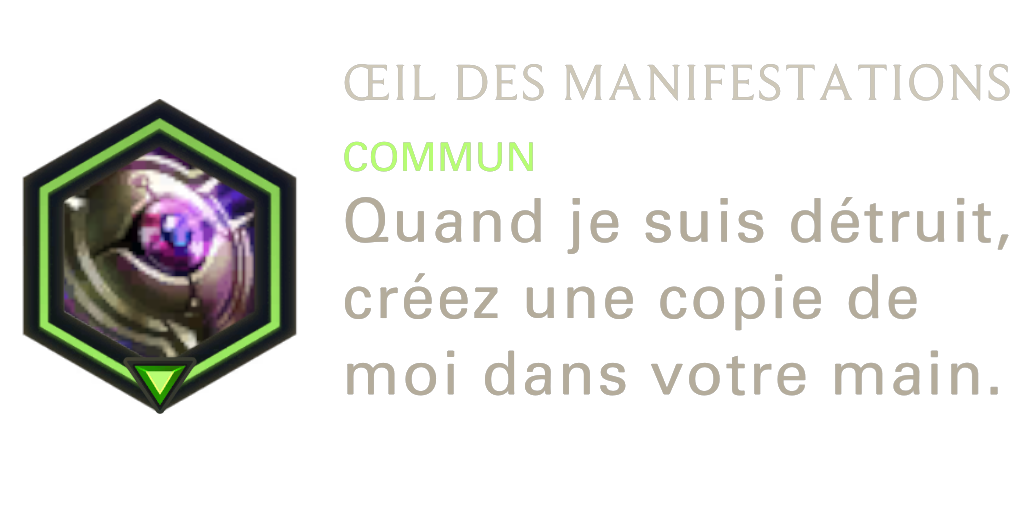 ŒIL DES MANIFESTATIONS
COMMUN
Quand je suis détruit,
créez une copie de
moi dans votre main.